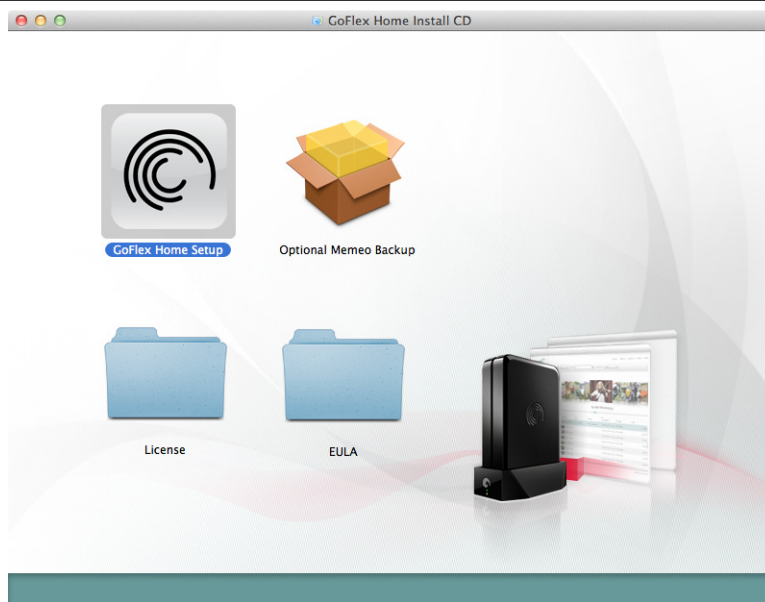 GoFlex Home Install CD
GoFlex Home Setup
Optional Memeo Backup
License
EULA